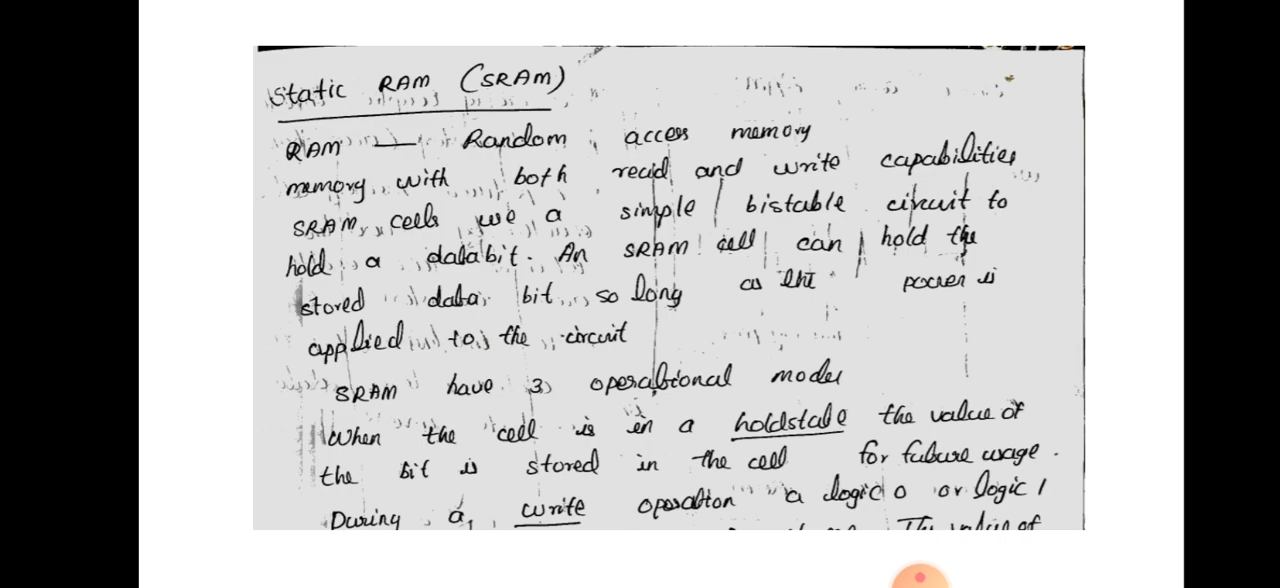 Static RAM (SRAM)
RAM — Random access memory
memory with both read and write capabilities
SRAM cells use a simple bistable circuit to
hold a databit. An SRAM cell can hold the
stored data bit so long as the power is
applied to the circuit
SRAM have 3 operational modes
When the cell is in a holdstate the value of
the bit is stored in the cell for future usage.
During a write operation a logic 0 or logic 1
The value of